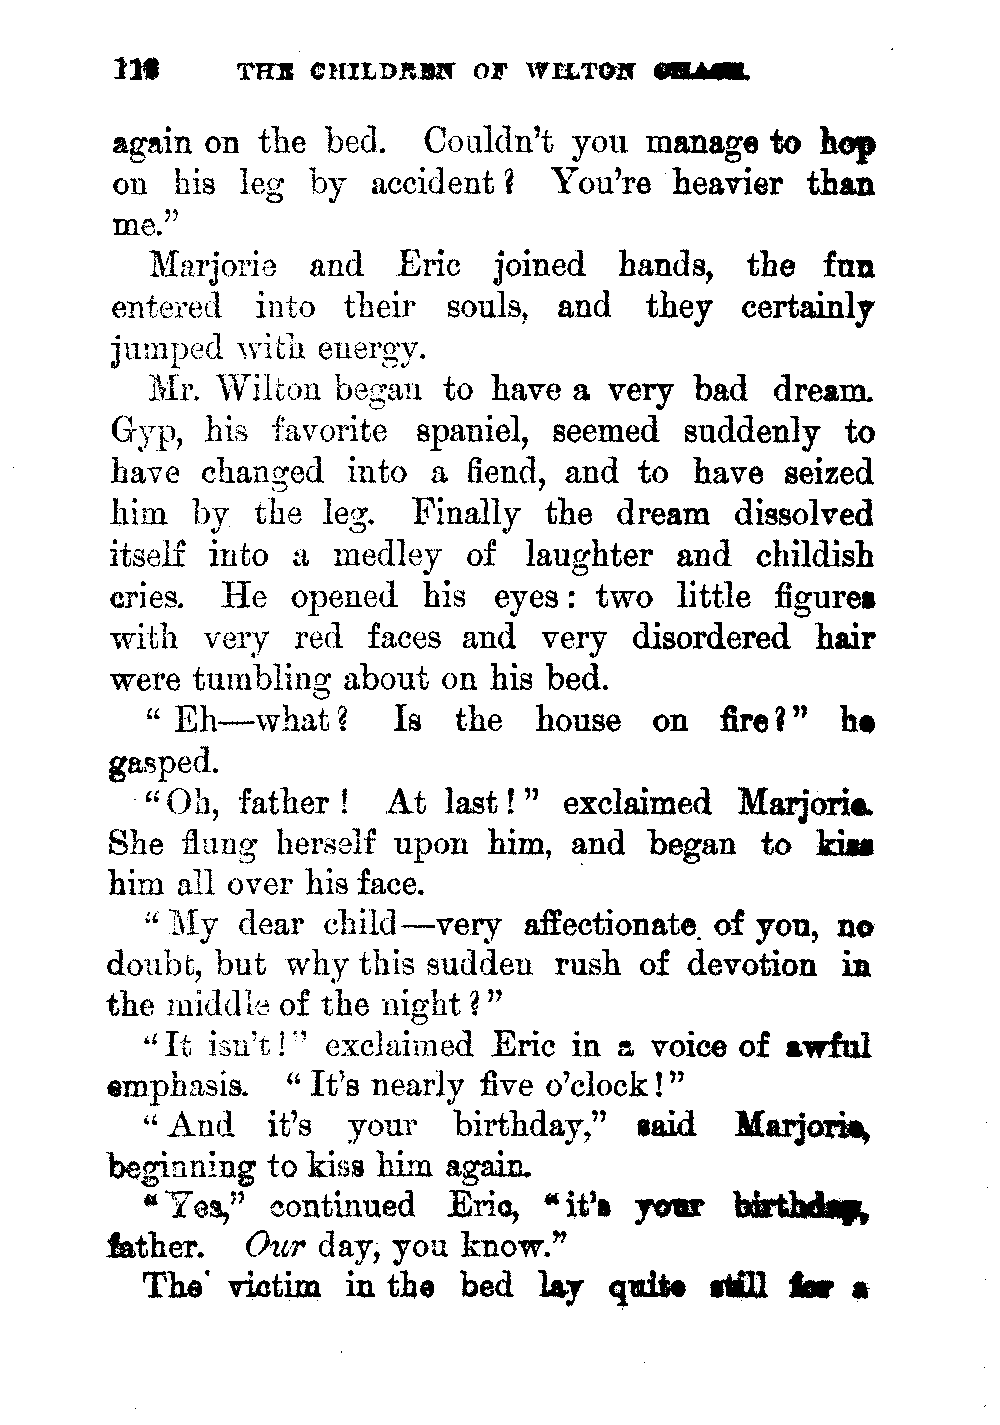 THE CHILDREN OF WILTON CHASE.
again on the bed. Couldn't you manage to hop
on his leg by accident? You're heavier than
me."
Marjorie and Eric joined hands, the fun
entered into their souls, and they certainly
jumped with energy.
Mr. Wilton began to have a very bad dream.
Gyp, his favorite spaniel, seemed suddenly to
have changed into a fiend, and to have seized
him by the leg. Finally the dream dissolved
itself into a medley of laughter and childish
cries. He opened his eyes: two little figures
with very red faces and very disordered hair
were tumbling about on his bed.
"Eh—what? Is the house on fire?" he
gasped.
"Oh, father! At last!" exclaimed Marjorie.
She flung herself upon him, and began to kiss
him all over his face.
"My dear child—very affectionate of you, no
doubt, but why this sudden rush of devotion in
the middle of the night?"
"It isn't!" exclaimed Eric in a voice of awful
emphasis. "It's nearly five o'clock!"
"And it's your birthday," said Marjorie,
beginning to kiss him again.
"Yes," continued Eric, "it's your birthday,
father. Our day, you know."
The victim in the bed lay quite still for a